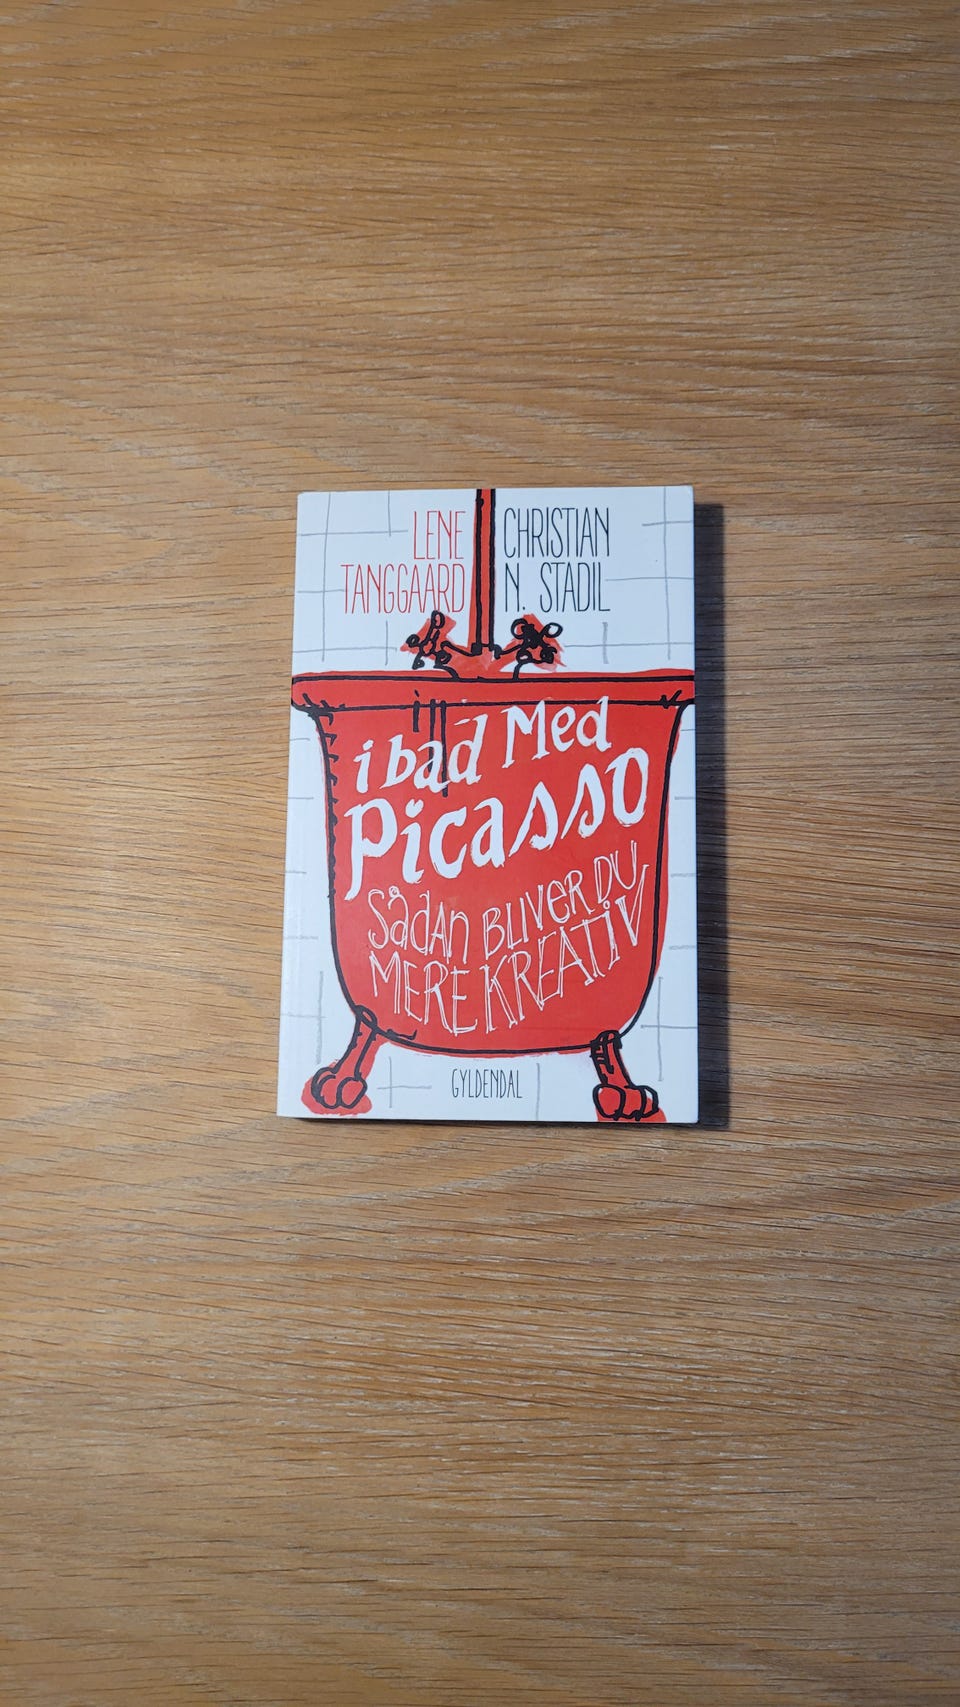 LENE
TANGGAARD
CHRISTIAN
N. STADIL
i bad Med
Picasso
Sådan BLIVER DU
MERE KREATIV
GYLDENDAL